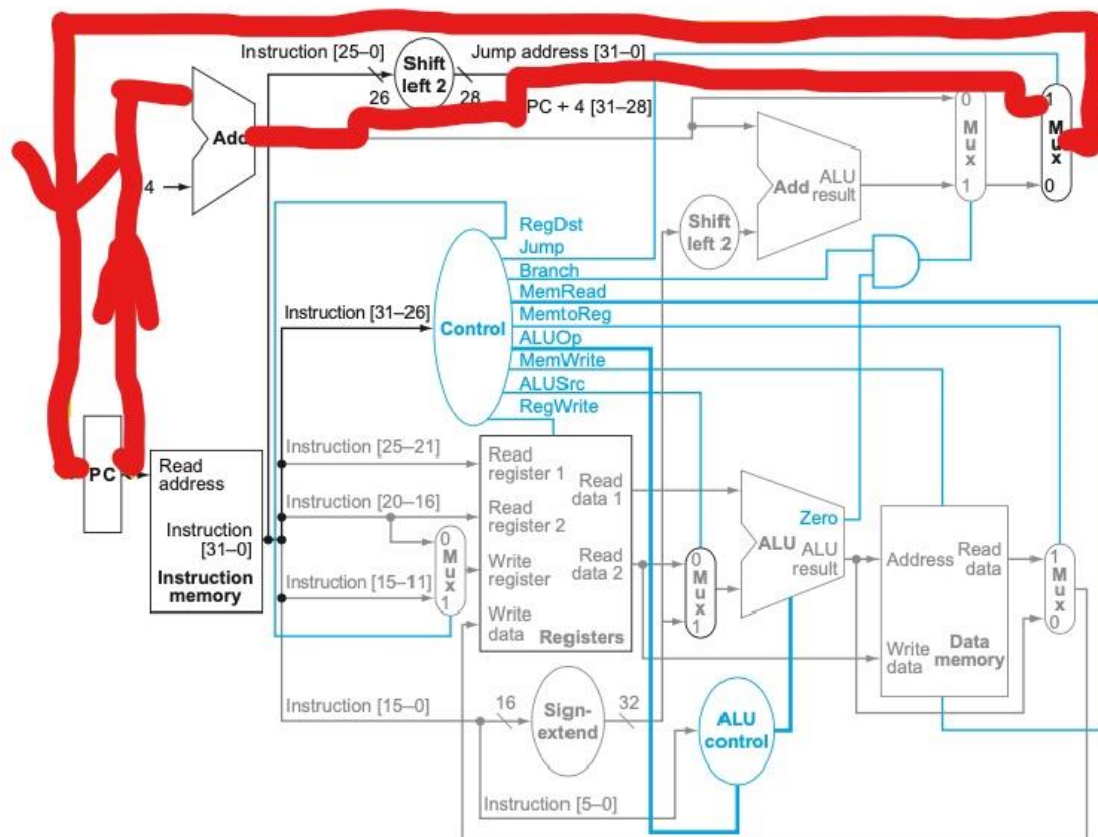 Instruction [25–0]
Shift
left 2
Jump address [31–0]
26
28
PC + 4 [31–28]
Add
4
0
M
u
x
1
1
M
u
x
0
Add
ALU
result
Shift
left 2
RegDst
Jump
Branch
MemRead
MemtoReg
ALUOp
MemWrite
ALUSrc
RegWrite
Instruction [31–26]
Control
PC
Read
address
Instruction
[31–0]
Instruction
memory
Instruction [25–21]
Instruction [20–16]
Instruction [15–11]
0
M
u
x
1
Read
register 1
Read
register 2
Write
register
Write
data
Read
data 1
Read
data 2
Registers
0
M
u
x
1
Zero
ALU
ALU
result
Address
Read
data
Write
data
Data
memory
1
M
u
x
0
Instruction [15–0]
16
Sign-
extend
32
ALU
control
Instruction [5–0]